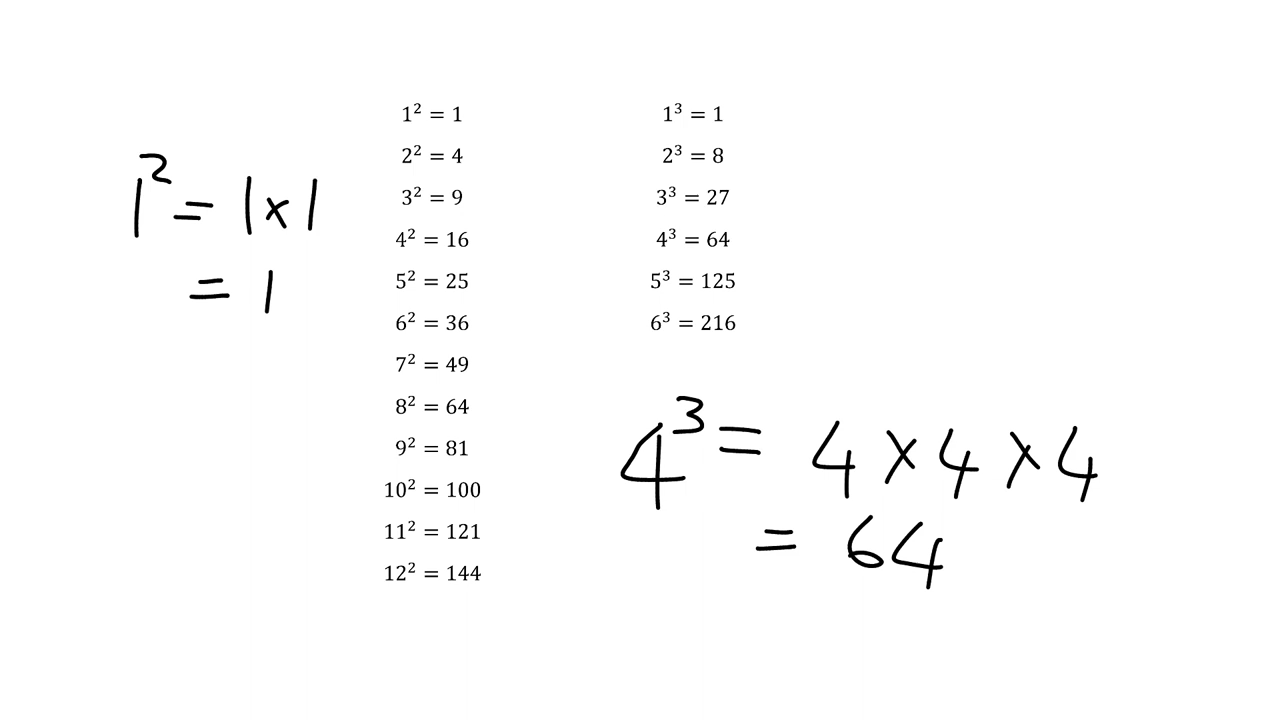 1² = 1×1
= 1
1² = 1
2² = 4
3² = 9
4² = 16
5² = 25
6² = 36
7² = 49
8² = 64
9² = 81
10² = 100
11² = 121
12² = 144
1³ = 1
2³ = 8
3³ = 27
4³ = 64
5³ = 125
6³ = 216
4³ = 4 × 4 × 4
= 64